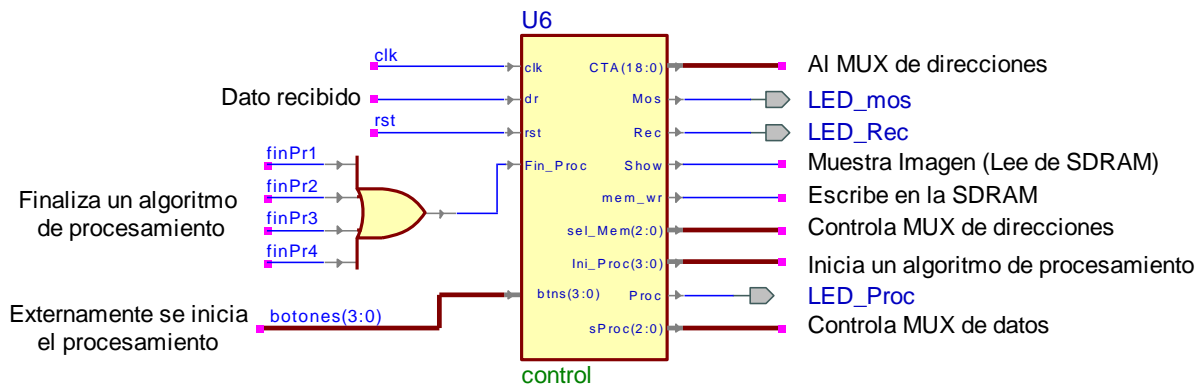 U6
clk
Dato recibido
rst
finPr1
finPr2
finPr3
finPr4
Finaliza un algoritmo
de procesamiento
Externamente se inicia
el procesamiento
botones(3:0)
clk
dr
rst
Fin_Proc
btns(3:0)
CTA(18:0)
Mos
Rec
Show
mem_wr
sel_Mem(2:0)
Ini_Proc(3:0)
Proc
sProc(2:0)
control
Al MUX de direcciones
LED_mos
LED_Rec
Muestra Imagen (Lee de SDRAM)
Escribe en la SDRAM
Controla MUX de direcciones
Inicia un algoritmo de procesamiento
LED_Proc
Controla MUX de datos